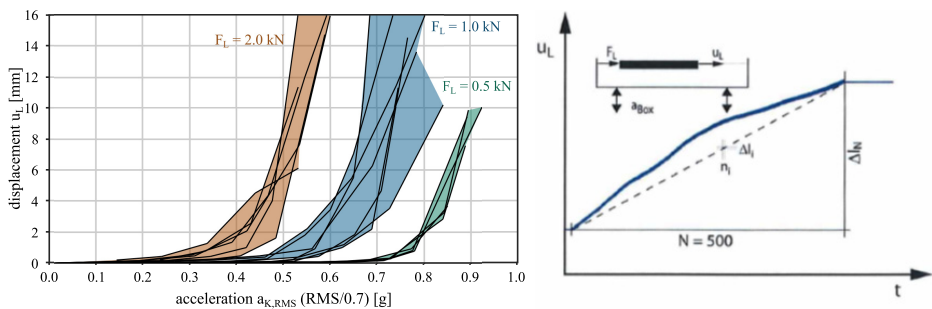 16
14
12
10
8
6
4
2
0
displacement u_L [mm]
F_L = 2.0 kN
F_L = 1.0 kN
F_L = 0.5 kN
0.0 0.1 0.2 0.3 0.4 0.5 0.6 0.7 0.8 0.9 1.0
acceleration a_K,RMS (RMS/0.7) [g]
u_L
F_L u_L
a_Box
Δl_i
n_i
Δl_N
N = 500
t